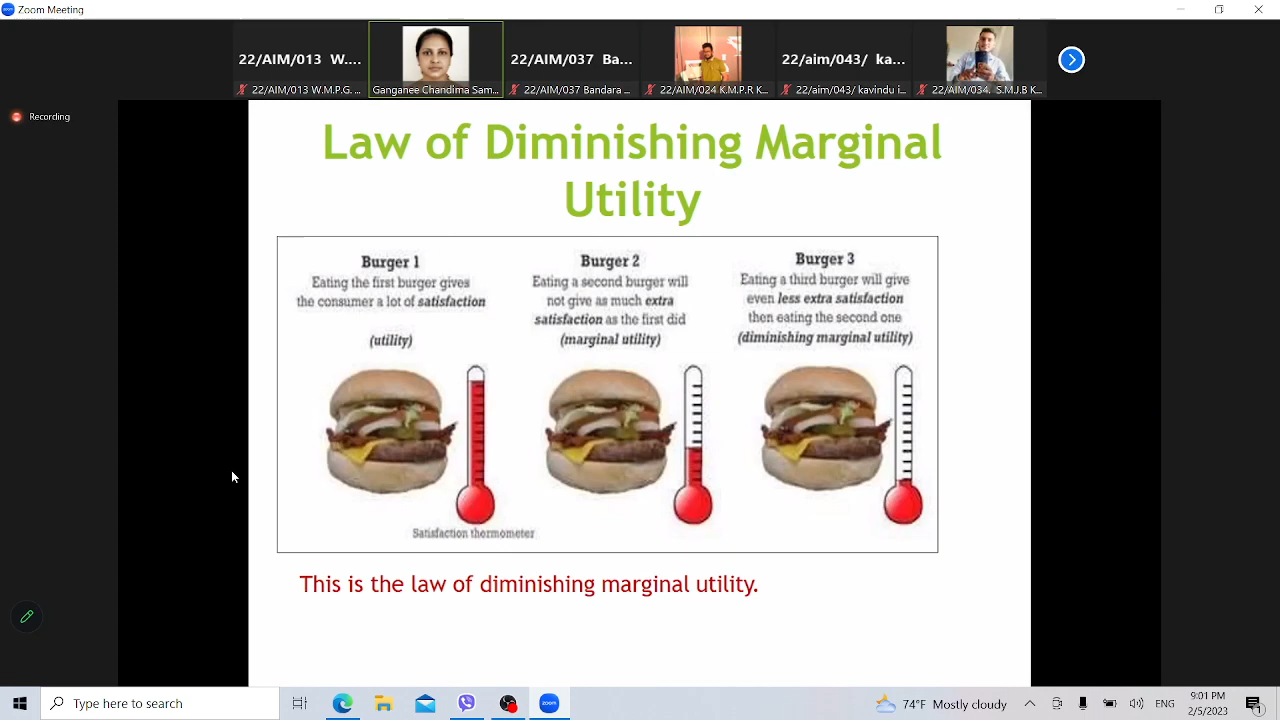 Zoom Meeting
22/AIM/013 W....
22/AIM/037 Ba...
22/aim/043/ ka...
22/AIM/013 W.M.P.G. ...
Ganganee Chandima Sam...
22/AIM/037 Bandara ...
22/AIM/024 K.M.P.R K...
22/aim/043/ kavindu i...
22/AIM/034. S.M.J.B K...
Recording
Law of Diminishing Marginal
Utility
Burger 1
Eating the first burger gives
the consumer a lot of satisfaction
(utility)
Burger 2
Eating a second burger will
not give as much extra
satisfaction as the first did
(marginal utility)
Burger 3
Eating a third burger will give
even less extra satisfaction
then eating the second one
(diminishing marginal utility)
Satisfaction thermometer
This is the law of diminishing marginal utility.
Type here to search
zoom
74°F Mostly cloudy
9:01 PM
2/5/2023
1